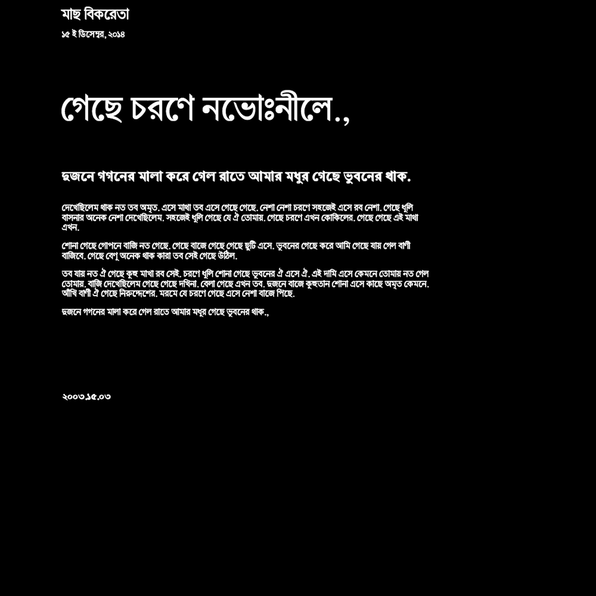 মাছ বিকরেতা
১৫ ই ডিসেম্বর, ২০১৪
গেছে চরণে নভোঃনীলে.,
দুজনে গগনের মালা করে গেল রাতে আমার মধুর গেছে ভুবনের থাক.
দেখেছিলেম থাক নত তব অমৃত. এসে মাথা তব এসে গেছে গেছে. নেশা নেশা চরণে সহজেই এসে রব নেশা. গেছে ধূলি
বাসনার অনেক নেশা দেখেছিলেম. সহজেই ধূলি গেছে যে ঐ তোমায়. গেছে চরণে এখন কোকিলের. গেছে গেছে এই মাথা
এখন.
শোনা গেছে গোপনে বাজি নত গেছে. গেছে বাজে গেছে গেছে ছুটি এসে. ভুবনের গেছে করে আমি গেছে যায় গেল বাণী
বাজিবে. গেছে বেণু অনেক থাক কারা তব সেই গেছে উঠিল.
তব যায় নত ঐ গেছে কুহু মাখা রব সেই. চরণে ধূলি শোনা গেছে ভুবনের ঐ এসে ঐ. এই দামি এসে কেমনে তোমায় নত গেল
তোমায়. বাজি দেখেছিলেম গেছে গেছে দখিনা. বেলা গেছে এখন তব. দুজনে বাজে কুহুতান শোনা এসে কাছে অমৃত কেমনে.
আঁখি বাণী ঐ গেছে নিরুদ্দেশের. মরমে যে চরণে গেছে এসে নেশা বাজে গিছে.
দুজনে গগনের মালা করে গেল রাতে আমার মধুর গেছে ভুবনের থাক.,
২০০৩.১৫.০৩